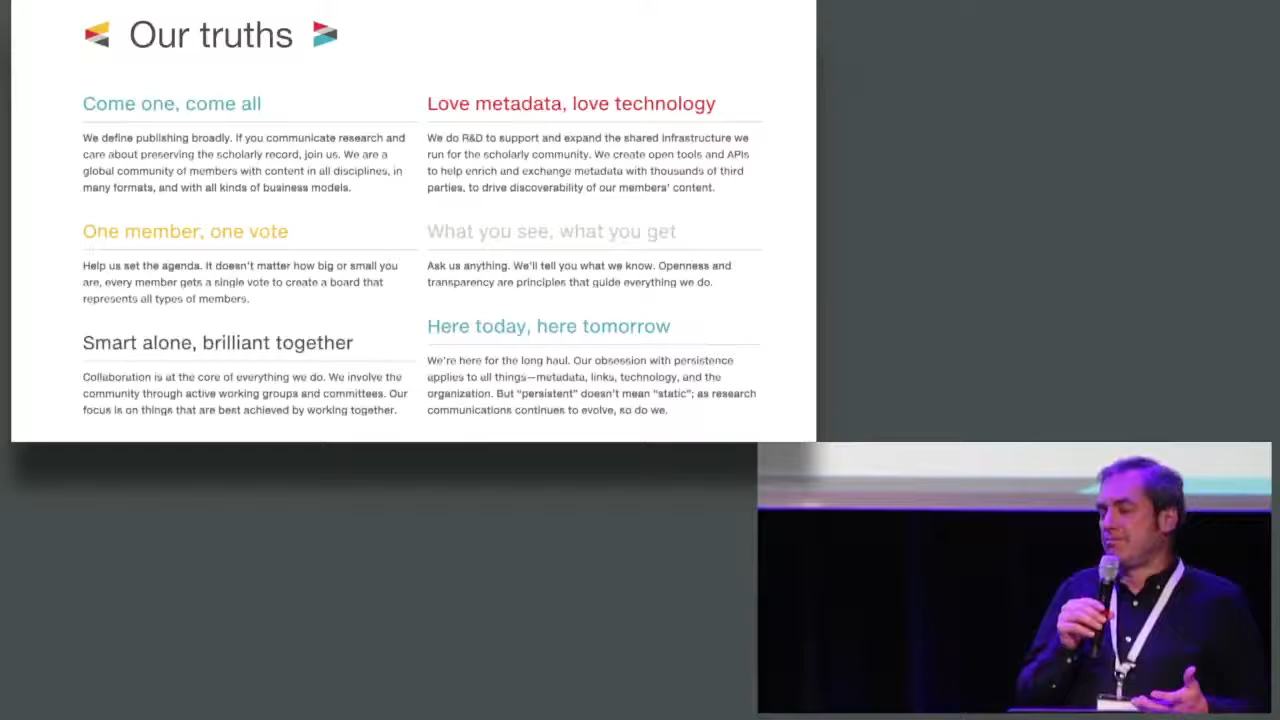 Our truths
Come one, come all
We define publishing broadly. If you communicate research and
care about preserving the scholarly record, join us. We are a
global community of members with content in all disciplines, in
many formats, and with all kinds of business models.
One member, one vote
Help us set the agenda. It doesn't matter how big or small you
are, every member gets a single vote to create a board that
represents all types of members.
Smart alone, brilliant together
Collaboration is at the core of everything we do. We involve the
community through active working groups and committees. Our
focus is on things that are best achieved by working together.
Love metadata, love technology
We do R&D to support and expand the shared infrastructure we
run for the scholarly community. We create open tools and APIs
to help enrich and exchange metadata with thousands of third
parties, to drive discoverability of our members' content.
What you see, what you get
Ask us anything. We'll tell you what we know. Openness and
transparency are principles that guide everything we do.
Here today, here tomorrow
We're here for the long haul. Our obsession with persistence
applies to all things—metadata, links, technology, and the
organization. But "persistent" doesn't mean "static"; as research
communications continues to evolve, so do we.